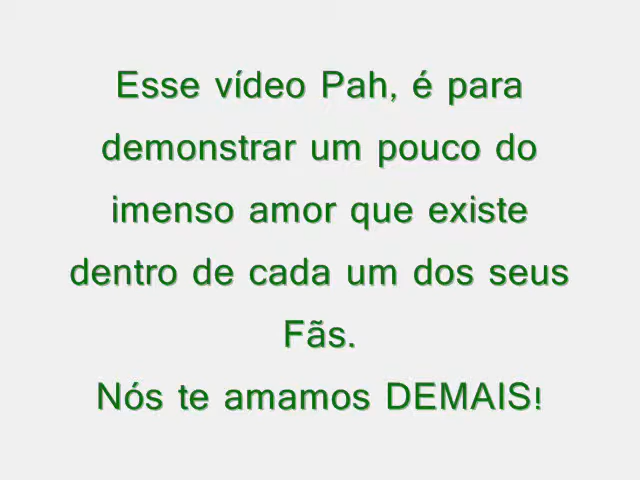 Esse vídeo Pah, é para
demonstrar um pouco do
imenso amor que existe
dentro de cada um dos seus
Fãs.
Nós te amamos DEMAIS!